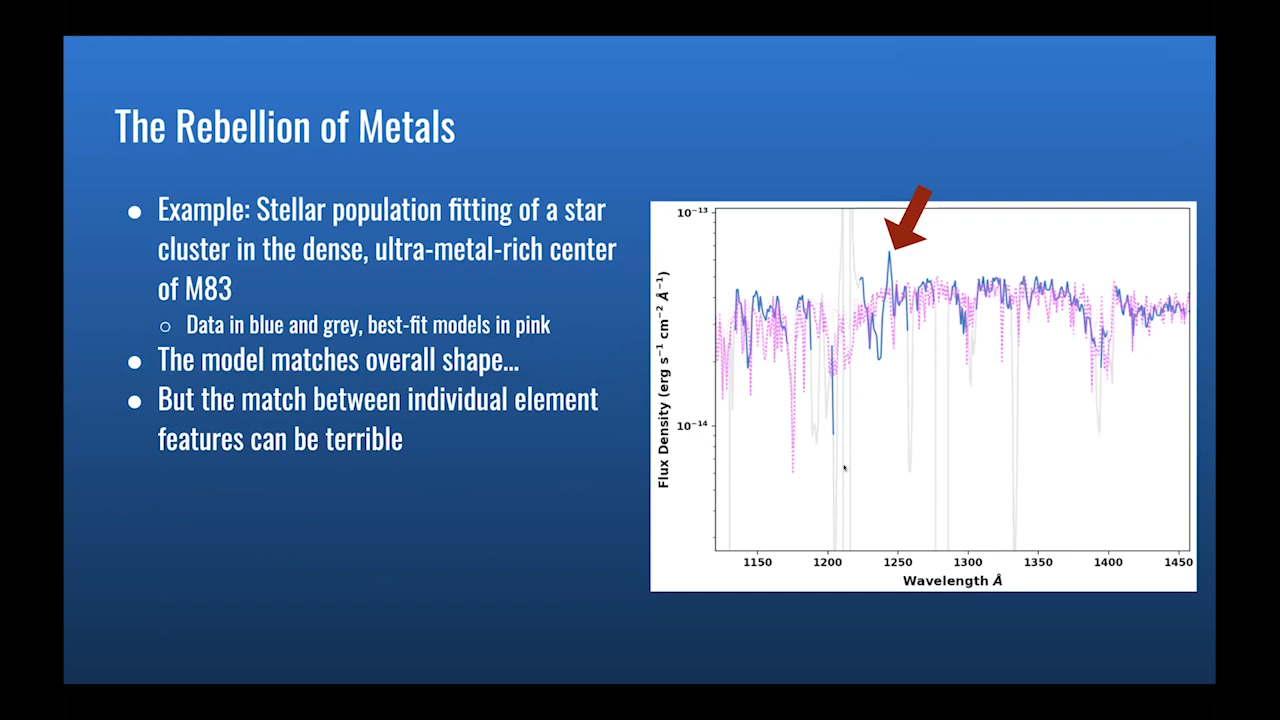 The Rebellion of Metals
● Example: Stellar population fitting of a star
cluster in the dense, ultra-metal-rich center
of M83
○ Data in blue and grey, best-fit models in pink
● The model matches overall shape...
● But the match between individual element
features can be terrible
Flux Density (erg s⁻¹ cm⁻² Å⁻¹)
10⁻¹³
10⁻¹⁴
1150 1200 1250 1300 1350 1400 1450
Wavelength Å